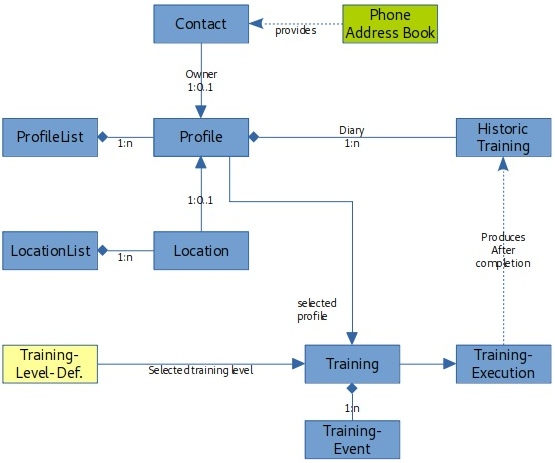 Contact
Phone
Address Book
provides
Owner
1:0..1
ProfileList
1:n
Profile
Diary
1:n
Historic
Training
1:0..1
LocationList
1:n
Location
Produces
After
completion
selected
profile
Training-
Level-Def.
Selected training level
Training
Training-
Execution
1:n
Training-
Event